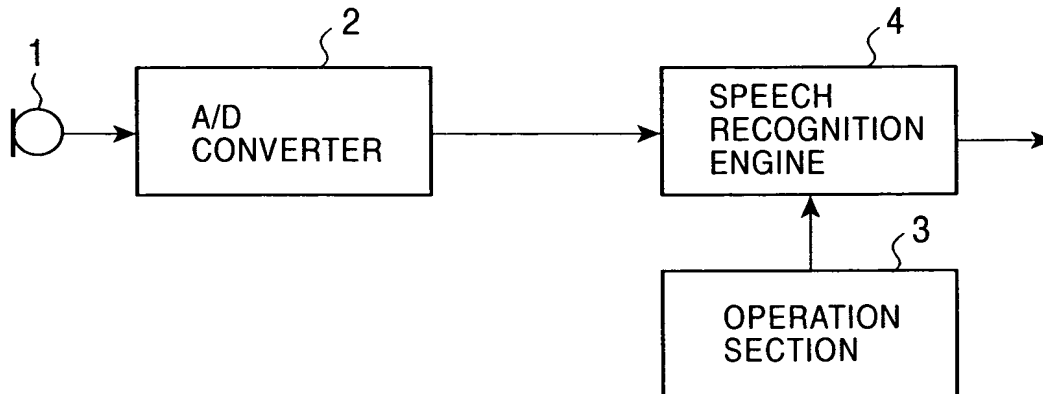 1
2
A/D
CONVERTER
4
SPEECH
RECOGNITION
ENGINE
3
OPERATION
SECTION